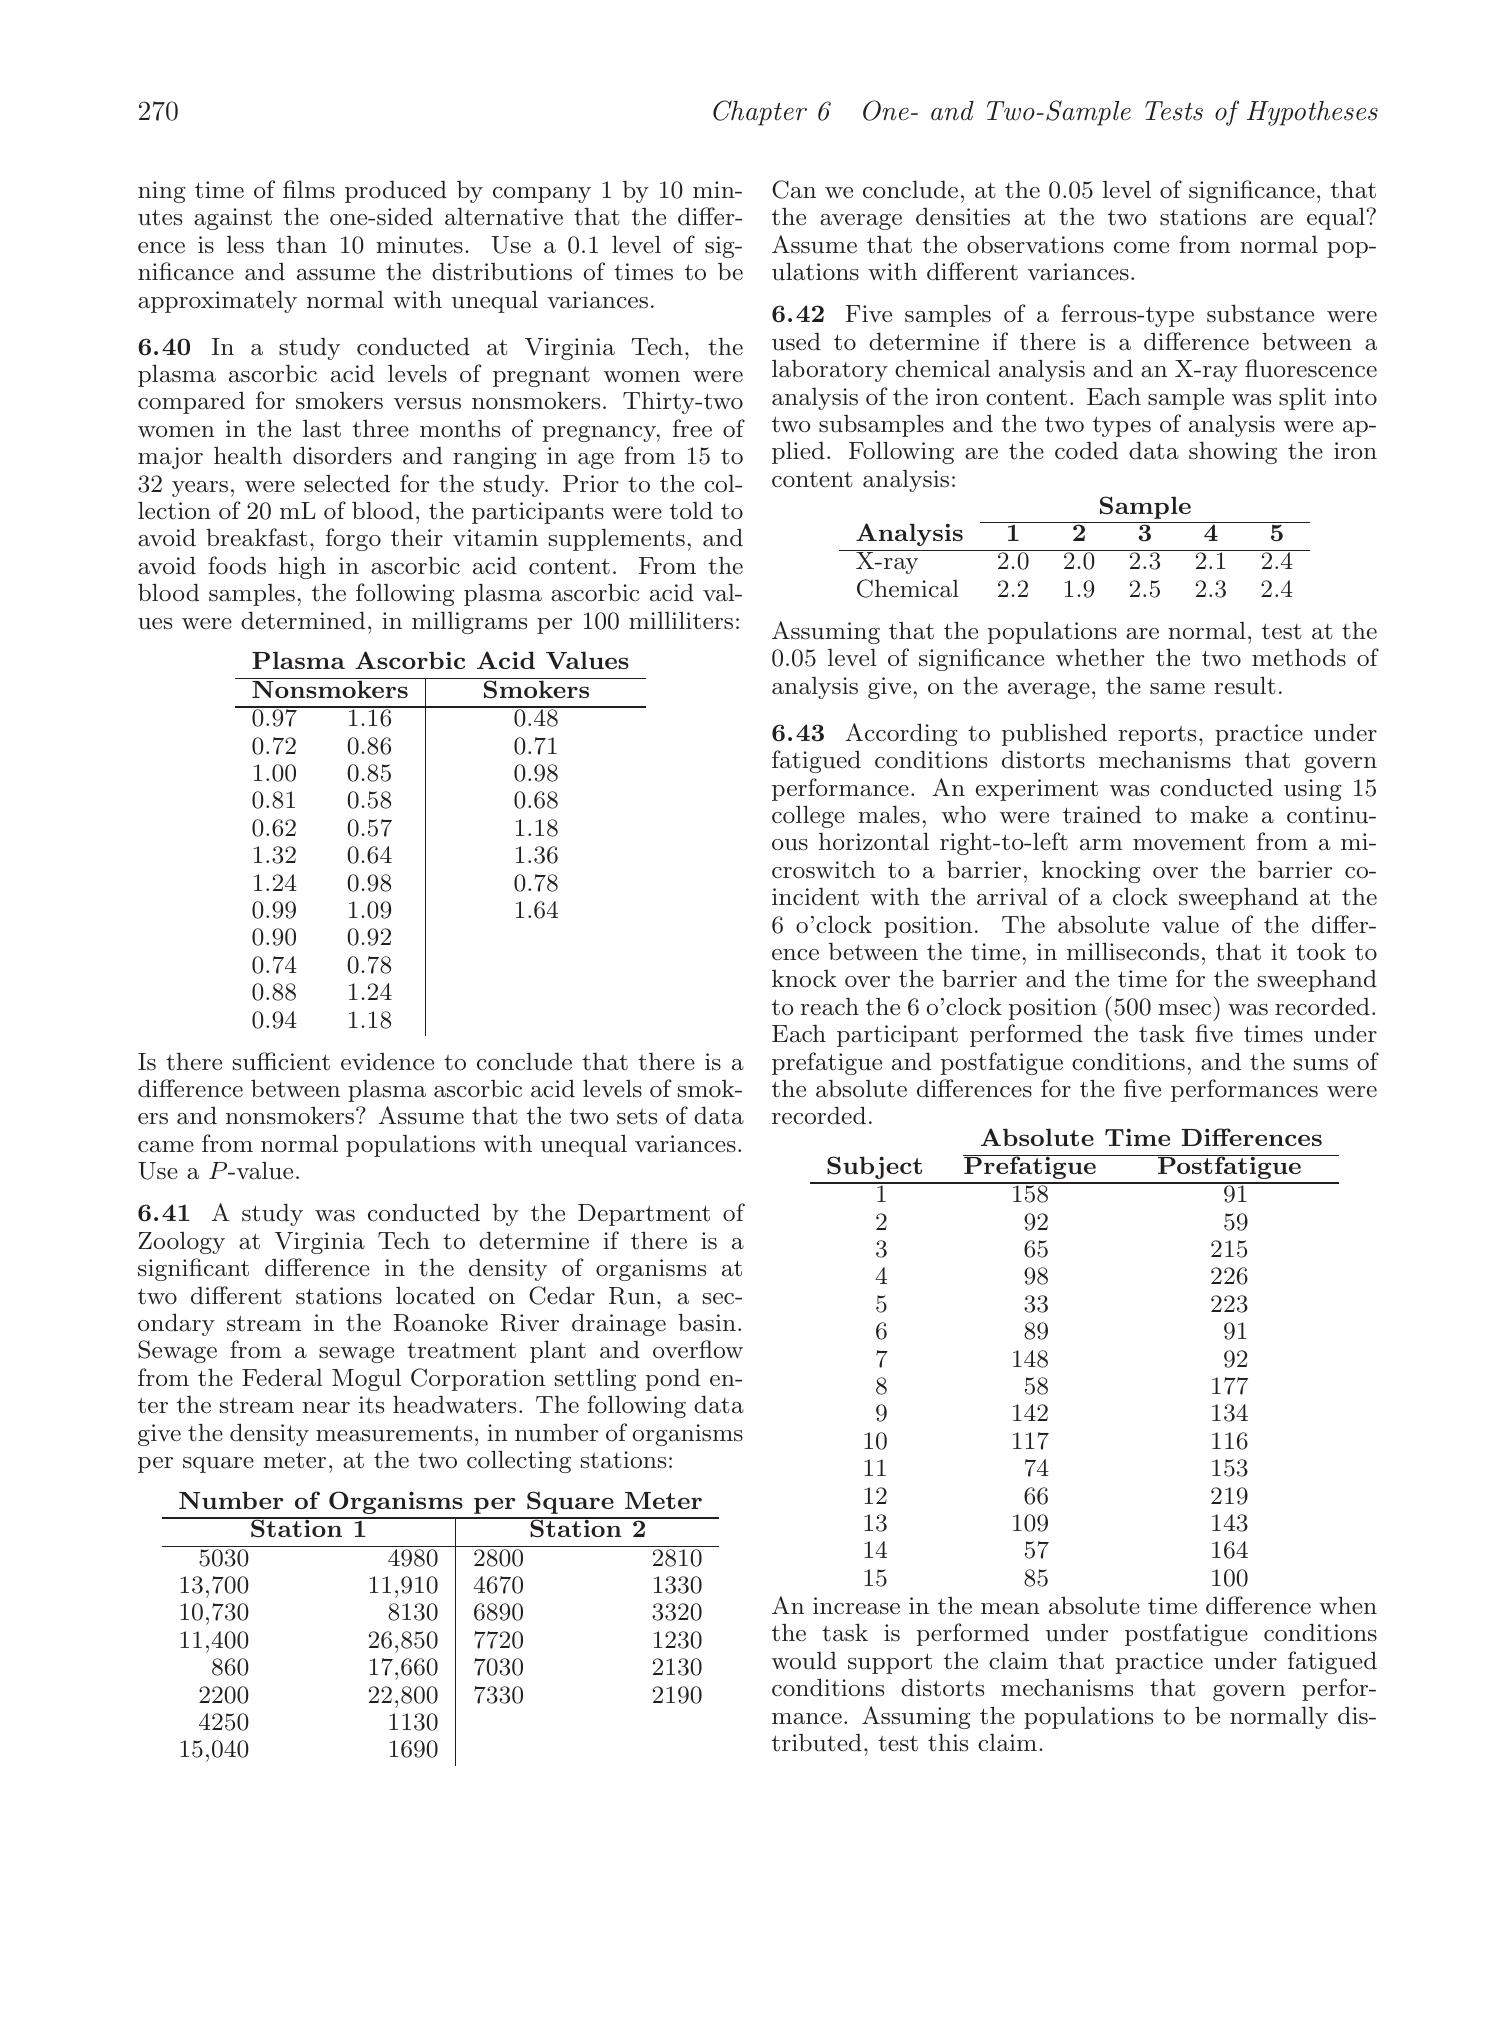 270
Chapter 6 One- and Two-Sample Tests of Hypotheses
ning time of films produced by company 1 by 10 min-
utes against the one-sided alternative that the differ-
ence is less than 10 minutes. Use a 0.1 level of sig-
nificance and assume the distributions of times to be
approximately normal with unequal variances.
6.40 In a study conducted at Virginia Tech, the
plasma ascorbic acid levels of pregnant women were
compared for smokers versus nonsmokers. Thirty-two
women in the last three months of pregnancy, free of
major health disorders and ranging in age from 15 to
32 years, were selected for the study. Prior to the col-
lection of 20 mL of blood, the participants were told to
avoid breakfast, forgo their vitamin supplements, and
avoid foods high in ascorbic acid content. From the
blood samples, the following plasma ascorbic acid val-
ues were determined, in milligrams per 100 milliliters:
Plasma Ascorbic Acid Values
Nonsmokers Smokers
0.97 1.16 0.48
0.72 0.86 0.71
1.00 0.85 0.98
0.81 0.58 0.68
0.62 0.57 1.18
1.32 0.64 1.36
1.24 0.98 0.78
0.99 1.09 1.64
0.90 0.92
0.74 0.78
0.88 1.24
0.94 1.18
Is there sufficient evidence to conclude that there is a
difference between plasma ascorbic acid levels of smok-
ers and nonsmokers? Assume that the two sets of data
came from normal populations with unequal variances.
Use a P-value.
6.41 A study was conducted by the Department of
Zoology at Virginia Tech to determine if there is a
significant difference in the density of organisms at
two different stations located on Cedar Run, a sec-
ondary stream in the Roanoke River drainage basin.
Sewage from a sewage treatment plant and overflow
from the Federal Mogul Corporation settling pond en-
ter the stream near its headwaters. The following data
give the density measurements, in number of organisms
per square meter, at the two collecting stations:
Number of Organisms per Square Meter
Station 1 Station 2
5030 4980 2800 2810
13,700 11,910 4670 1330
10,730 8130 6890 3320
11,400 26,850 7720 1230
860 17,660 7030 2130
2200 22,800 7330 2190
4250 1130
15,040 1690
Can we conclude, at the 0.05 level of significance, that
the average densities at the two stations are equal?
Assume that the observations come from normal pop-
ulations with different variances.
6.42 Five samples of a ferrous-type substance were
used to determine if there is a difference between a
laboratory chemical analysis and an X-ray fluorescence
analysis of the iron content. Each sample was split into
two subsamples and the two types of analysis were ap-
plied. Following are the coded data showing the iron
content analysis:
Sample
Analysis 1 2 3 4 5
X-ray 2.0 2.0 2.3 2.1 2.4
Chemical 2.2 1.9 2.5 2.3 2.4
Assuming that the populations are normal, test at the
0.05 level of significance whether the two methods of
analysis give, on the average, the same result.
6.43 According to published reports, practice under
fatigued conditions distorts mechanisms that govern
performance. An experiment was conducted using 15
college males, who were trained to make a continu-
ous horizontal right-to-left arm movement from a mi-
croswitch to a barrier, knocking over the barrier co-
incident with the arrival of a clock sweephand at the
6 o'clock position. The absolute value of the differ-
ence between the time, in milliseconds, that it took to
knock over the barrier and the time for the sweephand
to reach the 6 o'clock position (500 msec) was recorded.
Each participant performed the task five times under
prefatigue and postfatigue conditions, and the sums of
the absolute differences for the five performances were
recorded.
Absolute Time Differences
Subject Prefatigue Postfatigue
1 158 91
2 92 59
3 65 215
4 98 226
5 33 223
6 89 91
7 148 92
8 58 177
9 142 134
10 117 116
11 74 153
12 66 219
13 109 143
14 57 164
15 85 100
An increase in the mean absolute time difference when
the task is performed under postfatigue conditions
would support the claim that practice under fatigued
conditions distorts mechanisms that govern perfor-
mance. Assuming the populations to be normally dis-
tributed, test this claim.